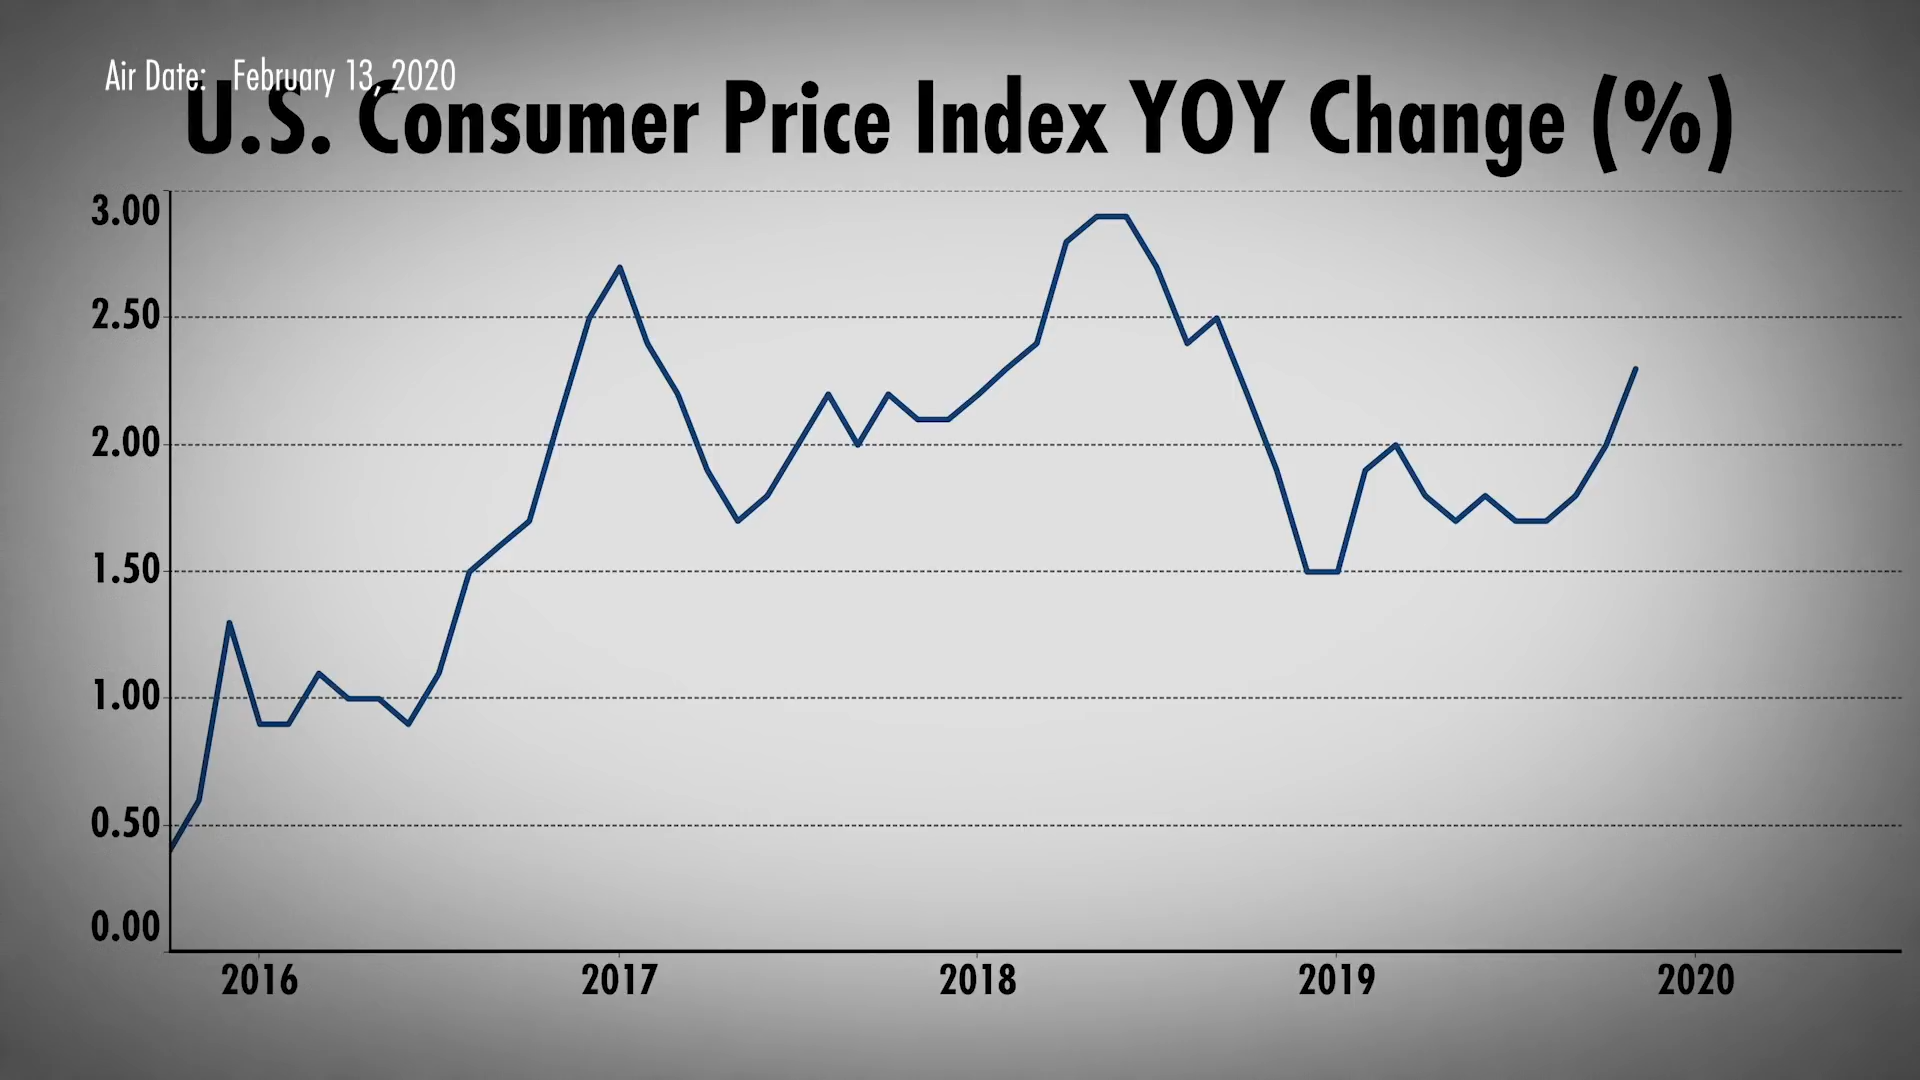 Air Date: February 13, 2020
U.S. Consumer Price Index YOY Change (%)
3.00
2.50
2.00
1.50
1.00
0.50
0.00
2016 2017 2018 2019 2020